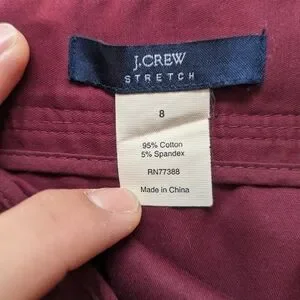 J.CREW
STRETCH
8
95% Cotton
5% Spandex
RN77388
Made in China